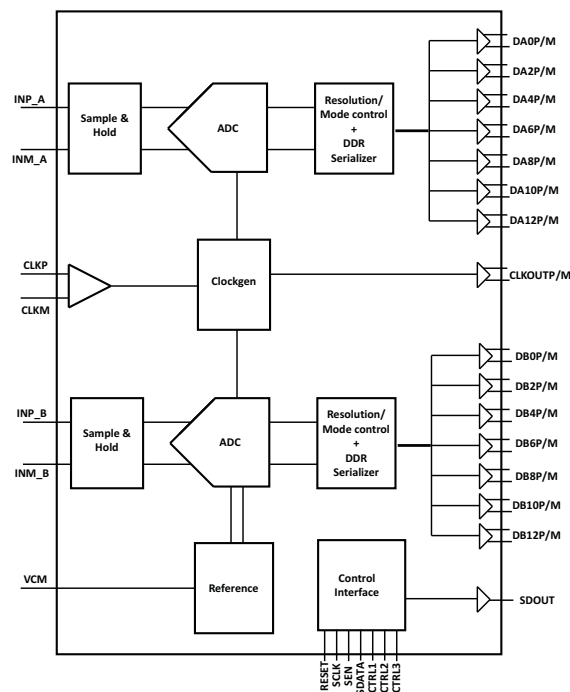 DA0P/M
DA2P/M
INP_A
Sample &
Hold
ADC
Resolution/
Mode control
+
DDR
Serializer
DA4P/M
DA6P/M
INM_A
DA8P/M
DA10P/M
DA12P/M
CLKP
CLKM
Clockgen
CLKOUTP/M
DB0P/M
DB2P/M
INP_B
Sample &
Hold
ADC
Resolution/
Mode control
+
DDR
Serializer
DB4P/M
DB6P/M
INM_B
DB8P/M
DB10P/M
DB12P/M
VCM
Reference
Control
Interface
SDOUT
RESET
SCLK
SEN
SDATA
CTRL1
CTRL2
CTRL3